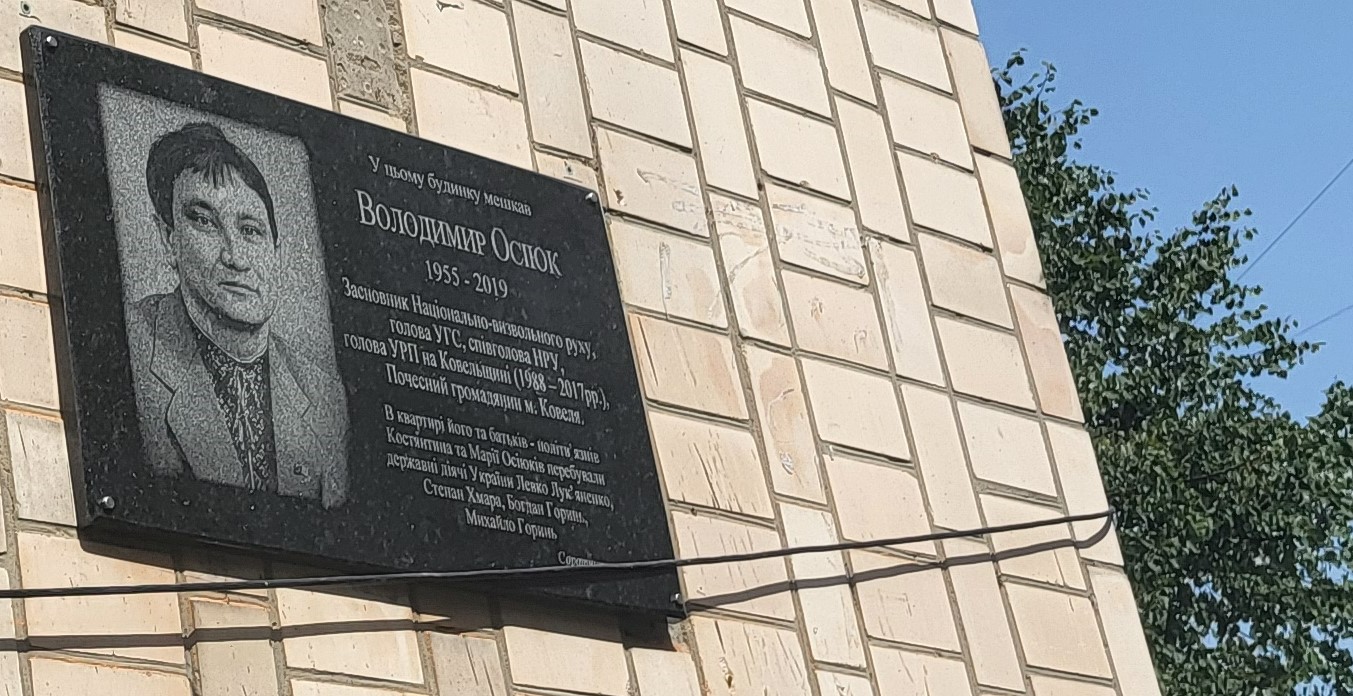 У цьому будинку мешкав
Володимир Осіюк
1955 - 2019
Засновник Національно-визвольного руху,
голова УГС, співголова НРУ,
голова УРП на Ковельщині (1988 – 2017рр.),
Почесний громадянин м. Ковеля.
В квартирі його та батьків - політв'язнів
Костянтина та Марії Осіюків перебували
державні діячі України Левко Лук'яненко,
Степан Хмара, Богдан Горинь,
Михайло Горинь